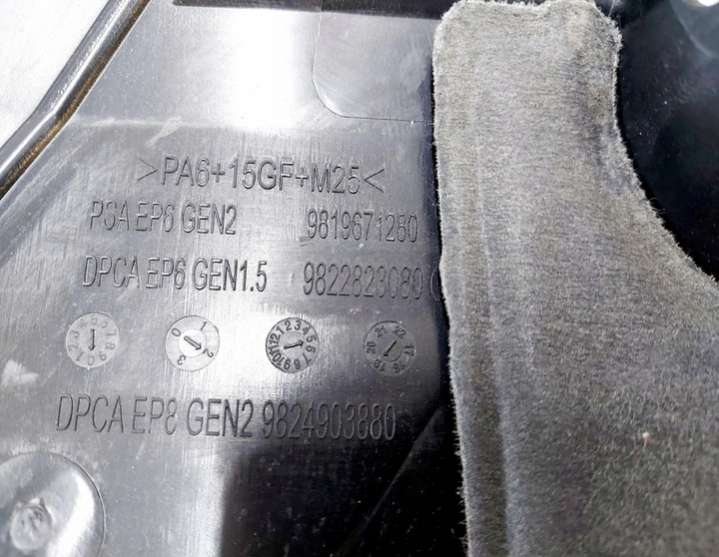 >PA6+15GF+M25<
PSA EP6 GEN2 9819671280
DPCA EP6 GEN1.5 9822823080
DPCA EP8 GEN2 9824903880